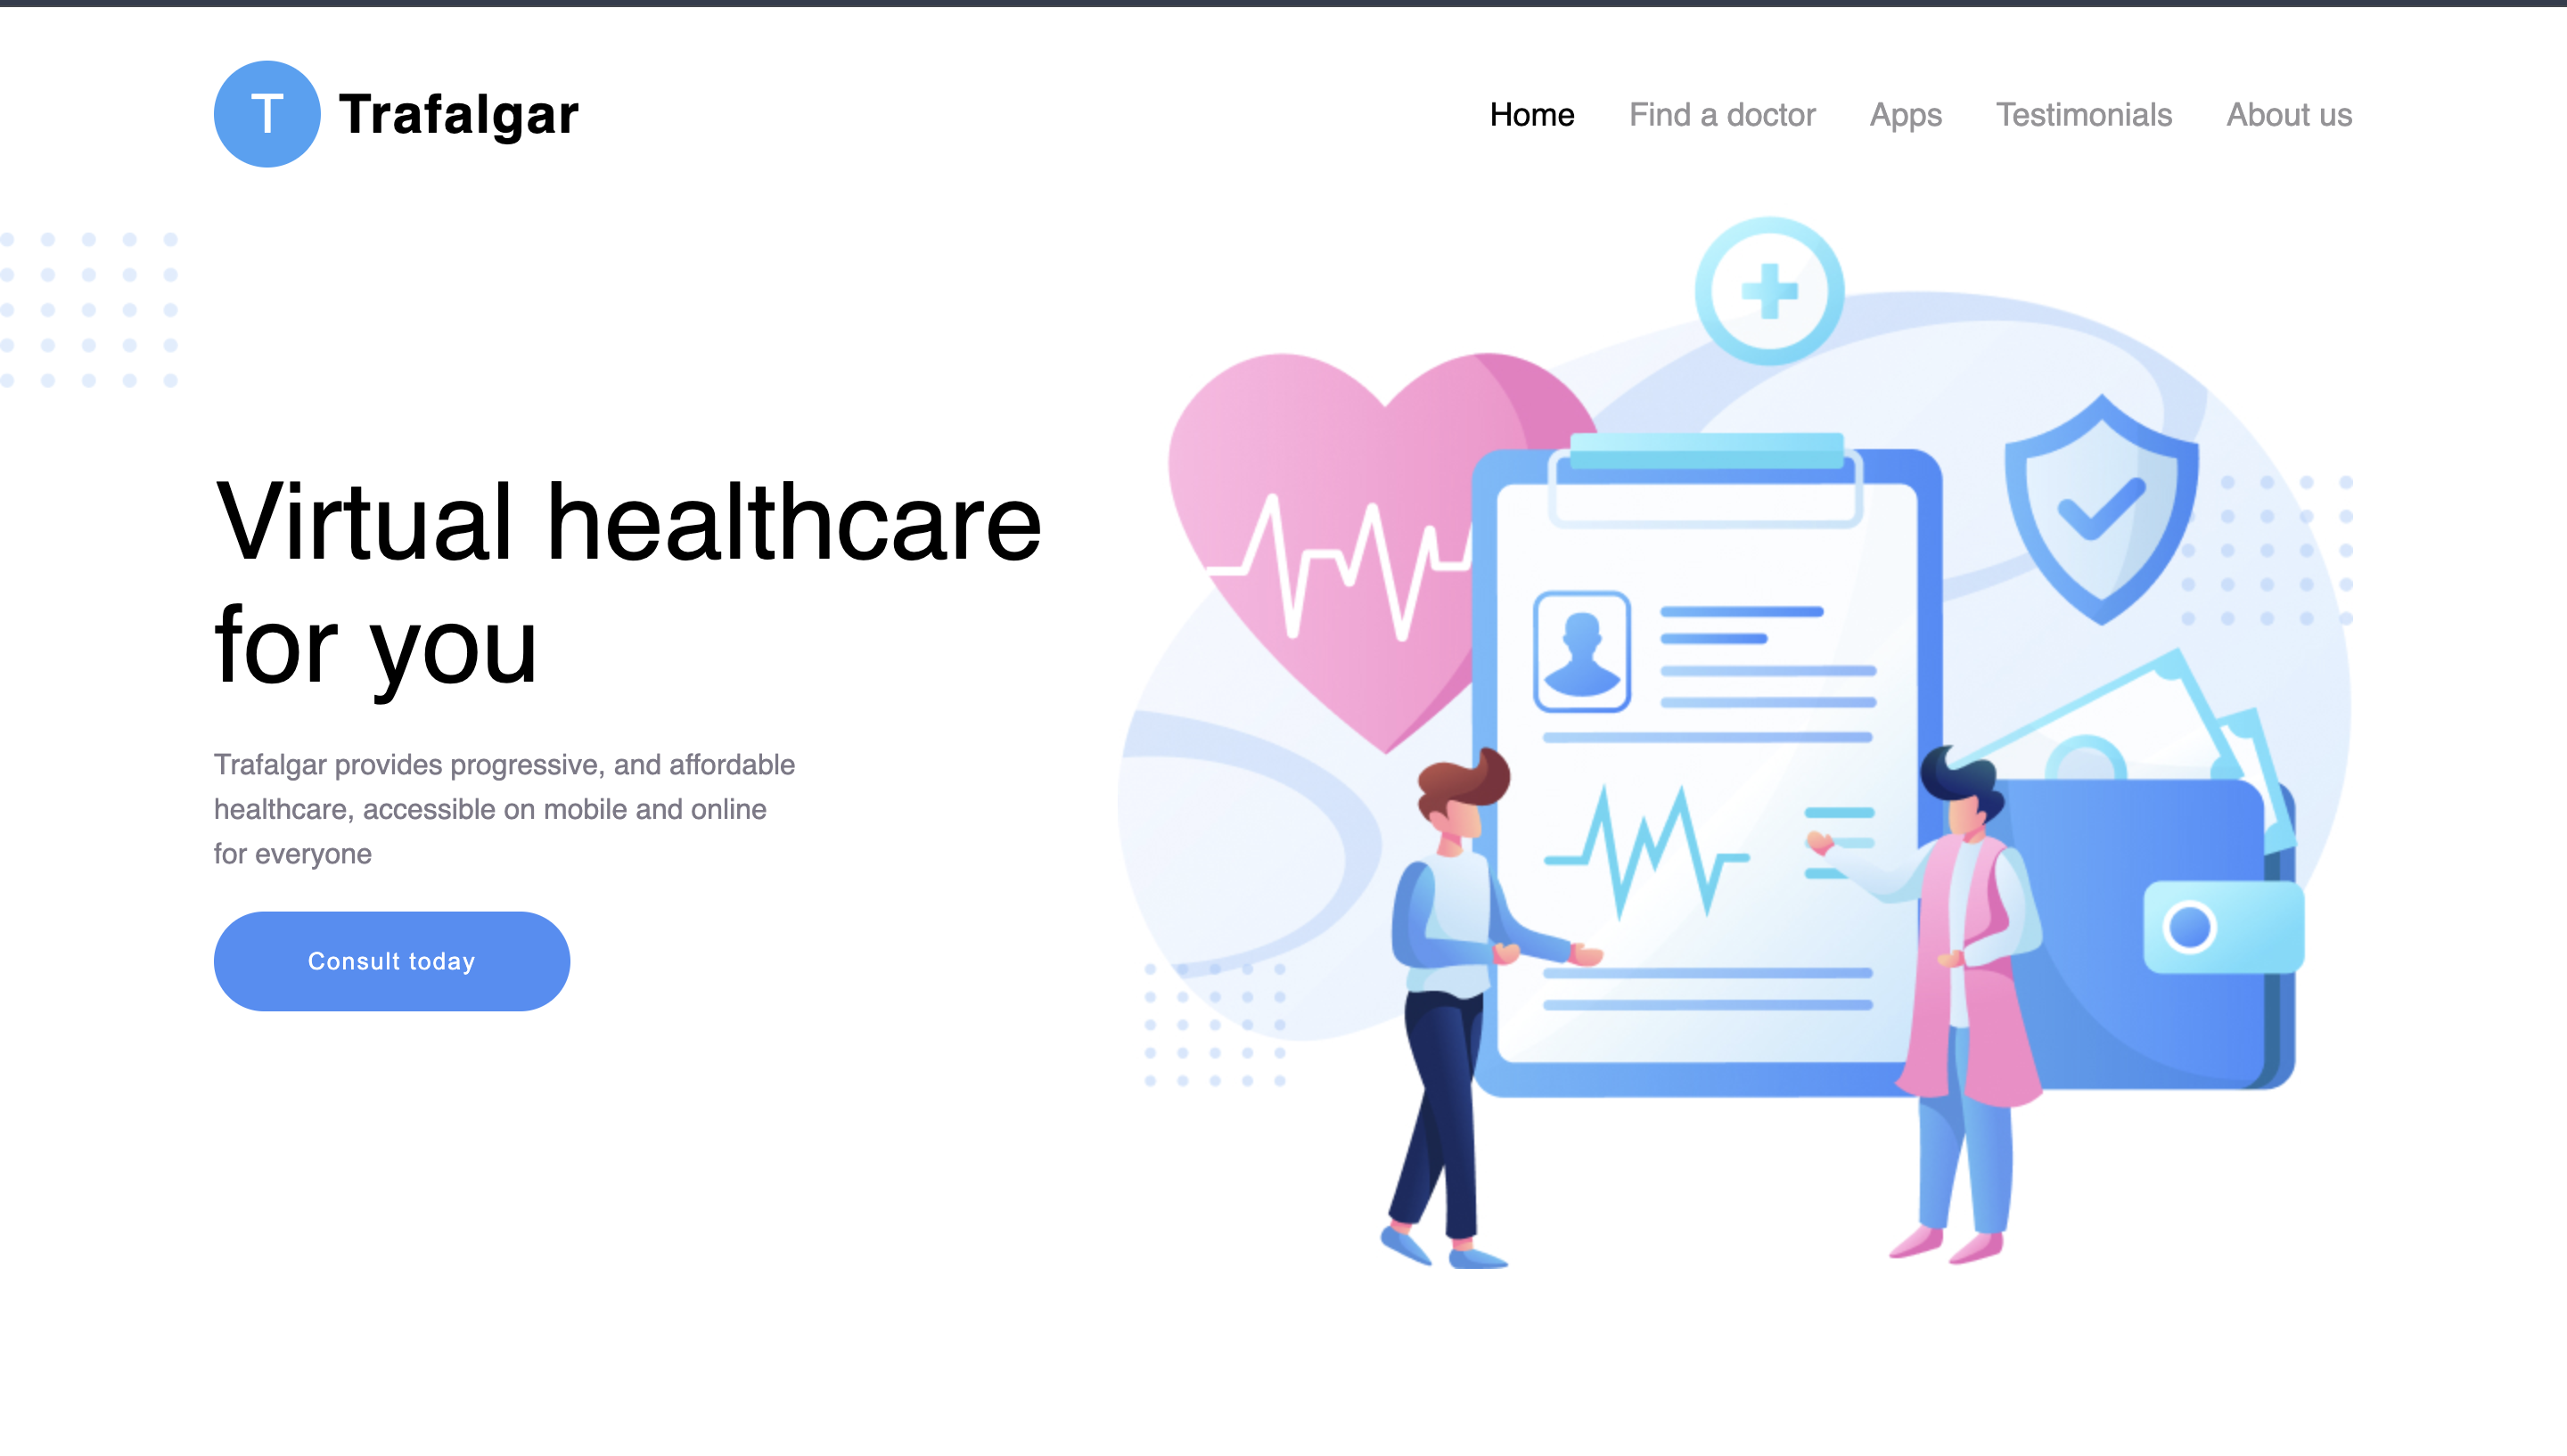 T Trafalgar
Home Find a doctor Apps Testimonials About us
Virtual healthcare
for you
Trafalgar provides progressive, and affordable
healthcare, accessible on mobile and online
for everyone
Consult today